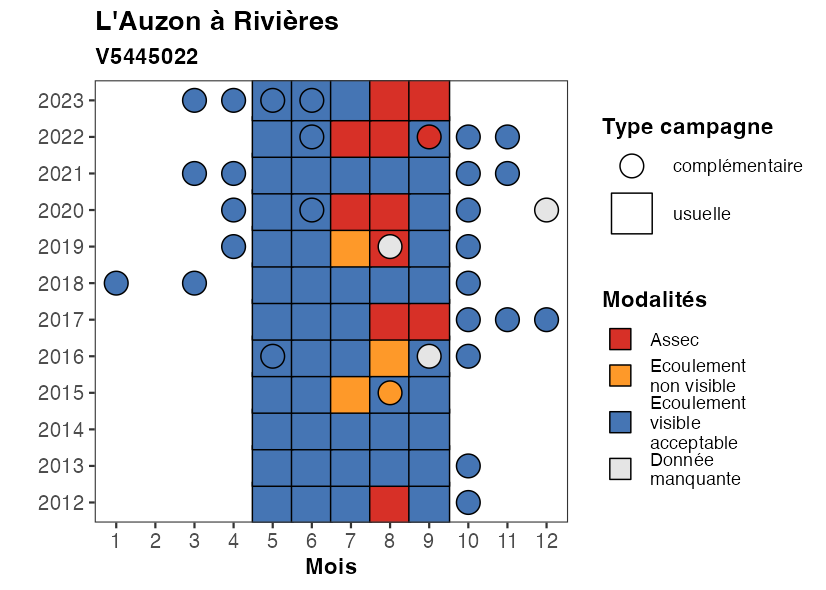 L'Auzon à Rivières
V5445022
2023
2022
2021
2020
2019
2018
2017
2016
2015
2014
2013
2012
1 2 3 4 5 6 7 8 9 10 11 12
Mois
Type campagne
complémentaire
usuelle
Modalités
Assec
Ecoulement
non visible
Ecoulement
visible
acceptable
Donnée
manquante